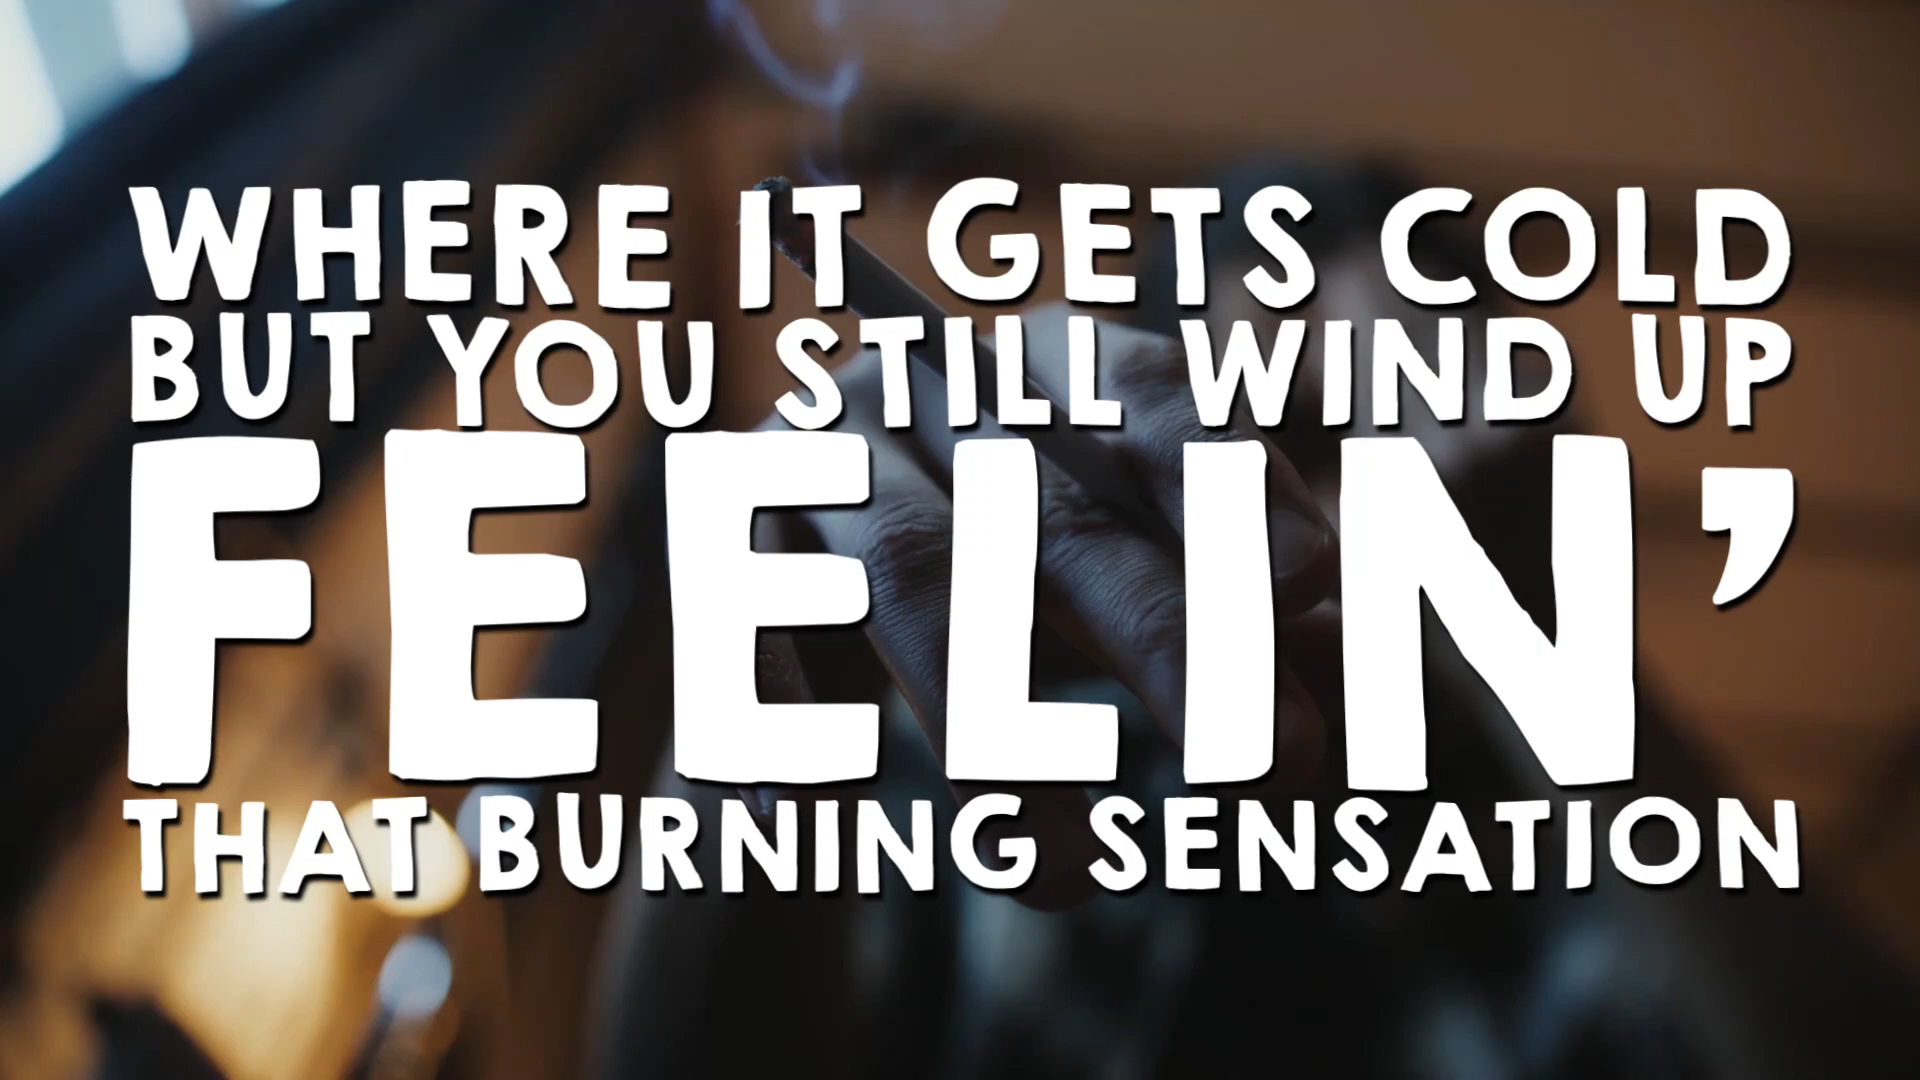 WHERE IT GETS COLD
BUT YOU STILL WIND UP
FEELIN’
THAT BURNING SENSATION